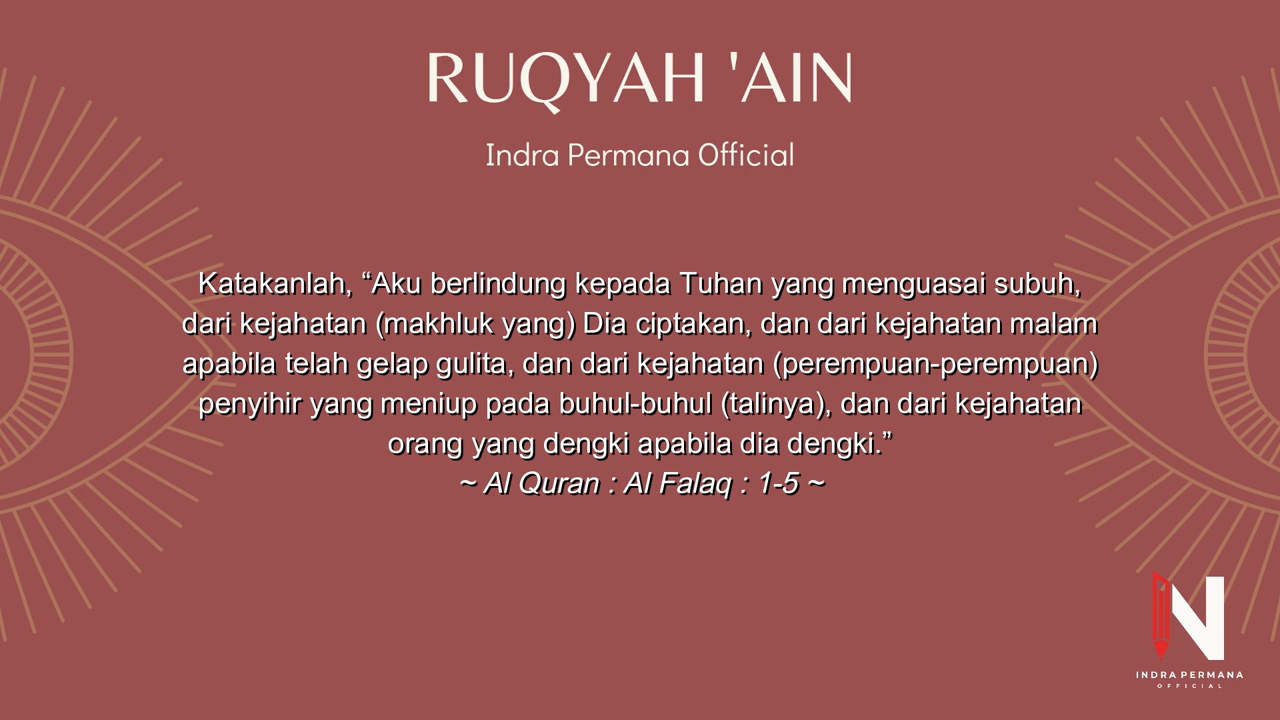 RUQYAH 'AIN
Indra Permana Official
Katakanlah, “Aku berlindung kepada Tuhan yang menguasai subuh,
dari kejahatan (makhluk yang) Dia ciptakan, dan dari kejahatan malam
apabila telah gelap gulita, dan dari kejahatan (perempuan-perempuan)
penyihir yang meniup pada buhul-buhul (talinya), dan dari kejahatan
orang yang dengki apabila dia dengki.”
~ Al Quran : Al Falaq : 1-5 ~
N
INDRA PERMANA
OFFICIAL